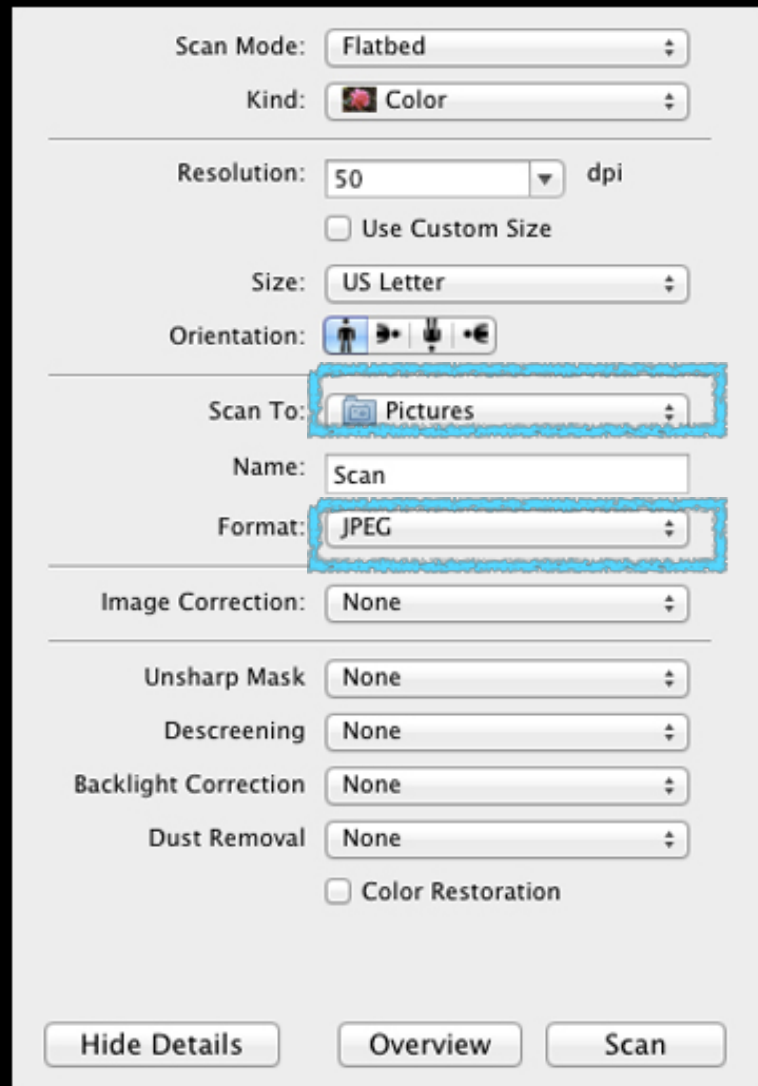 Scan Mode: Flatbed
Kind: Color
Resolution: 50 dpi
Use Custom Size
Size: US Letter
Orientation:
Scan To: Pictures
Name: Scan
Format: JPEG
Image Correction: None
Unsharp Mask None
Descreening None
Backlight Correction None
Dust Removal None
Color Restoration
Hide Details Overview Scan